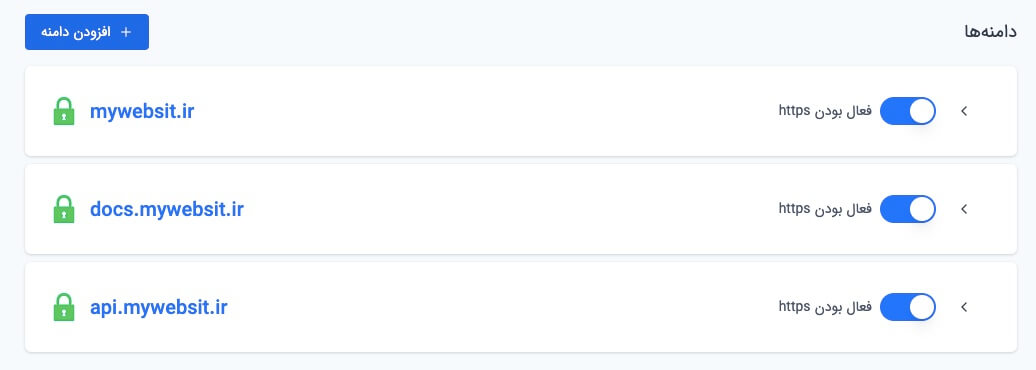 دامنه‌ها
+ افزودن دامنه
فعال بودن https
mywebsit.ir
فعال بودن https
docs.mywebsit.ir
فعال بودن https
api.mywebsit.ir